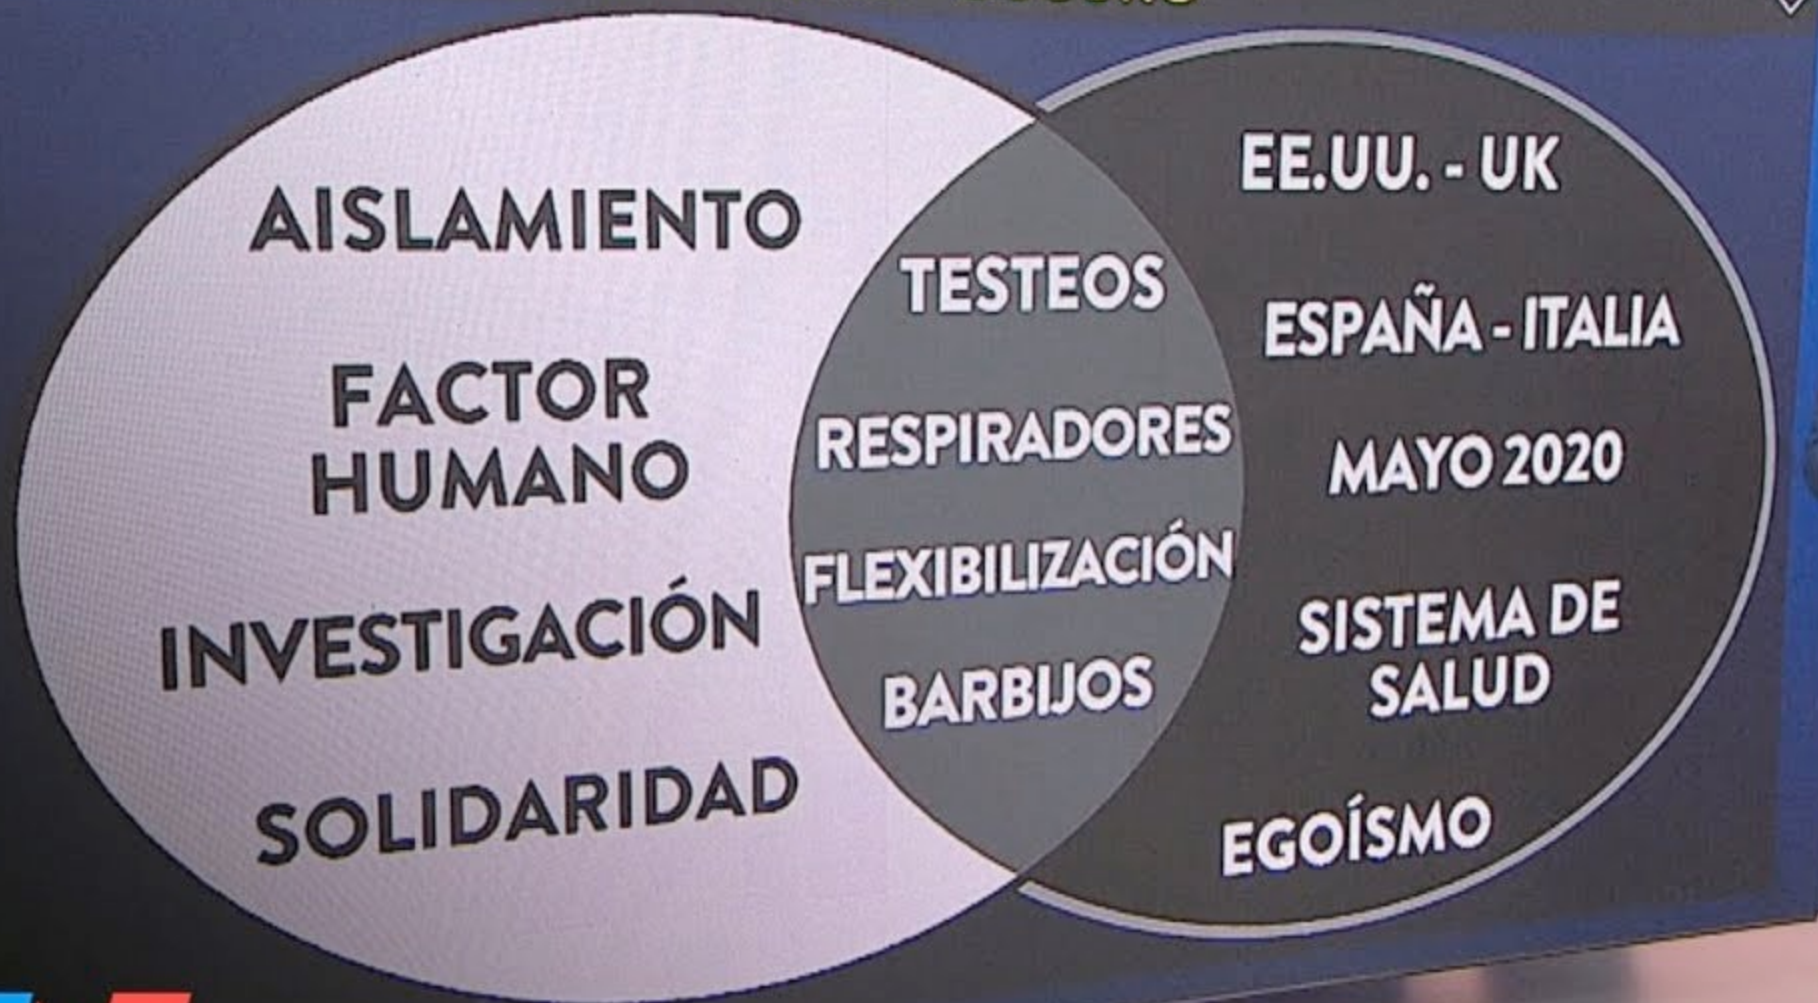 AISLAMIENTO
FACTOR
HUMANO
INVESTIGACIÓN
SOLIDARIDAD
TESTEOS
RESPIRADORES
FLEXIBILIZACIÓN
BARBIJOS
EE.UU. - UK
ESPAÑA - ITALIA
MAYO 2020
SISTEMA DE
SALUD
EGOÍSMO